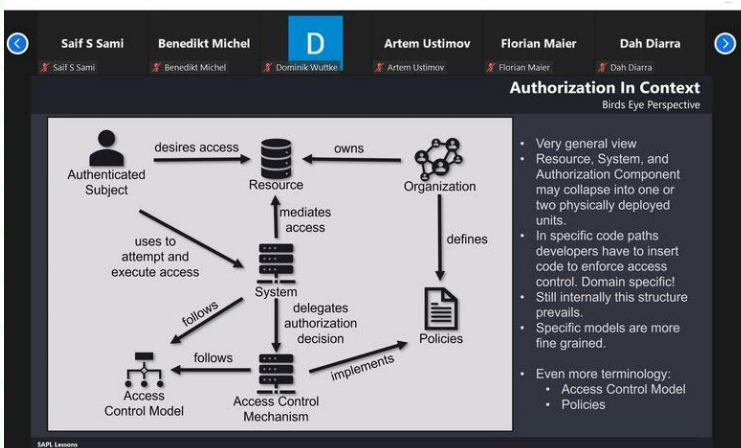 Saif S Sami
Benedikt Michel
D
Artem Ustimov
Florian Maier
Dah Diarra
Saif S Sami
Benedikt Michel
Dominik Wuttke
Artem Ustimov
Florian Maier
Dah Diarra
Authorization In Context
Birds Eye Perspective
desires access
owns
Authenticated
Subject
Resource
Organization
mediates
access
uses to
attempt and
execute access
defines
System
follows
delegates
authorization
decision
Policies
follows
implements
Access
Control Model
Access Control
Mechanism
• Very general view
• Resource, System, and
Authorization Component
may collapse into one or
two physically deployed
units.
• In specific code paths
developers have to insert
code to enforce access
control. Domain specific!
• Still internally this structure
prevails.
• Specific models are more
fine grained.
• Even more terminology:
• Access Control Model
• Policies
SAPL Lessons